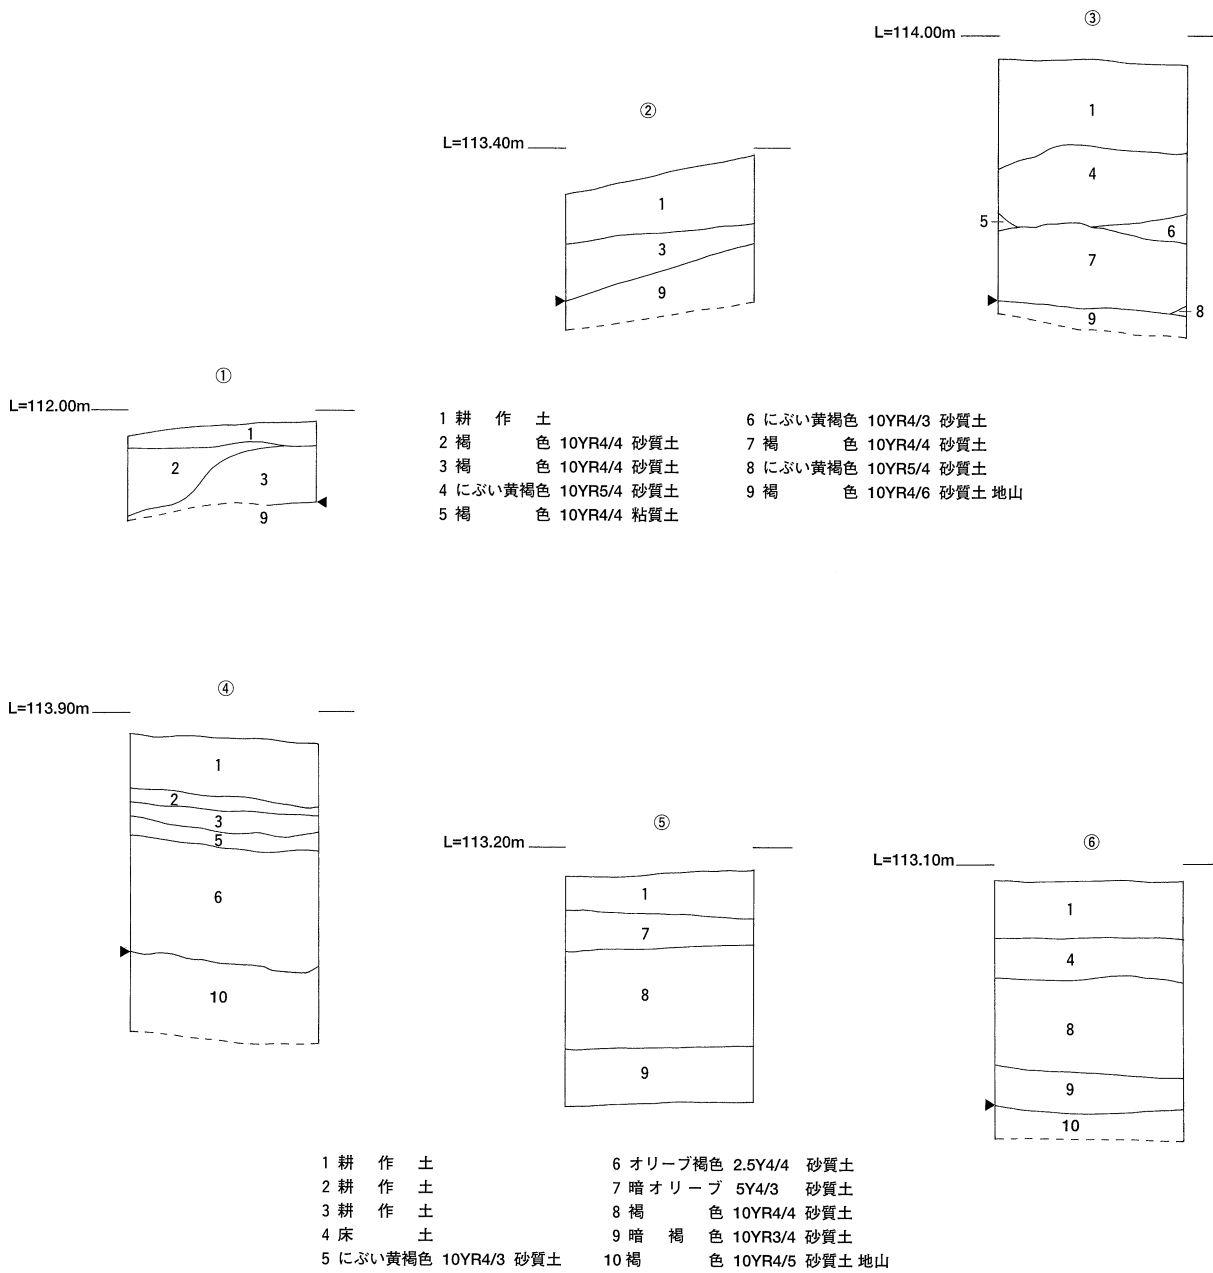 ③
L=114.00m
1
4
5
6
7
8
9
②
L=113.40m
1
3
9
①
L=112.00m
1
2
3
9
1 耕作土
2 褐色 10YR4/4 砂質土
3 褐色 10YR4/4 砂質土
4 にぶい黄褐色 10YR5/4 砂質土
5 褐色 10YR4/4 粘質土
6 にぶい黄褐色 10YR4/3 砂質土
7 褐色 10YR4/4 砂質土
8 にぶい黄褐色 10YR5/4 砂質土
9 褐色 10YR4/6 砂質土 地山
④
L=113.90m
1
2
3
5
6
10
⑤
L=113.20m
1
7
8
9
⑥
L=113.10m
1
4
8
9
10
1 耕作土
2 耕作土
3 耕作土
4 床土
5 にぶい黄褐色 10YR4/3 砂質土
6 オリーブ褐色 2.5Y4/4 砂質土
7 暗オリーブ 5Y4/3 砂質土
8 褐色 10YR4/4 砂質土
9 暗褐色 10YR3/4 砂質土
10 褐色 10YR4/5 砂質土 地山